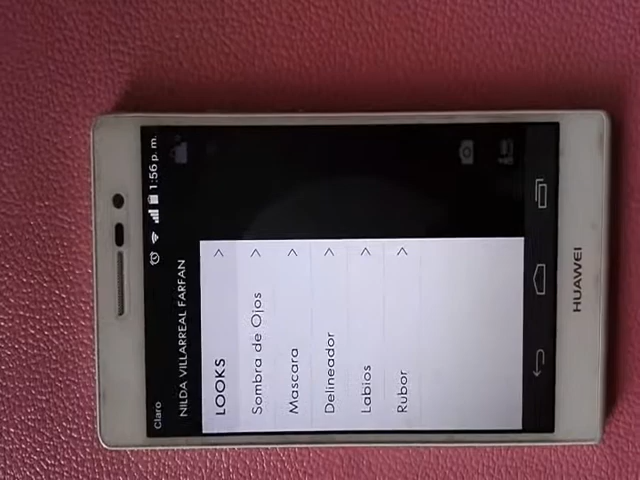 Claro 1:56 p. m.
NILDA VILLARREAL FARFAN
LOOKS
Sombra de Ojos
Mascara
Delineador
Labios
Rubor
HUAWEI